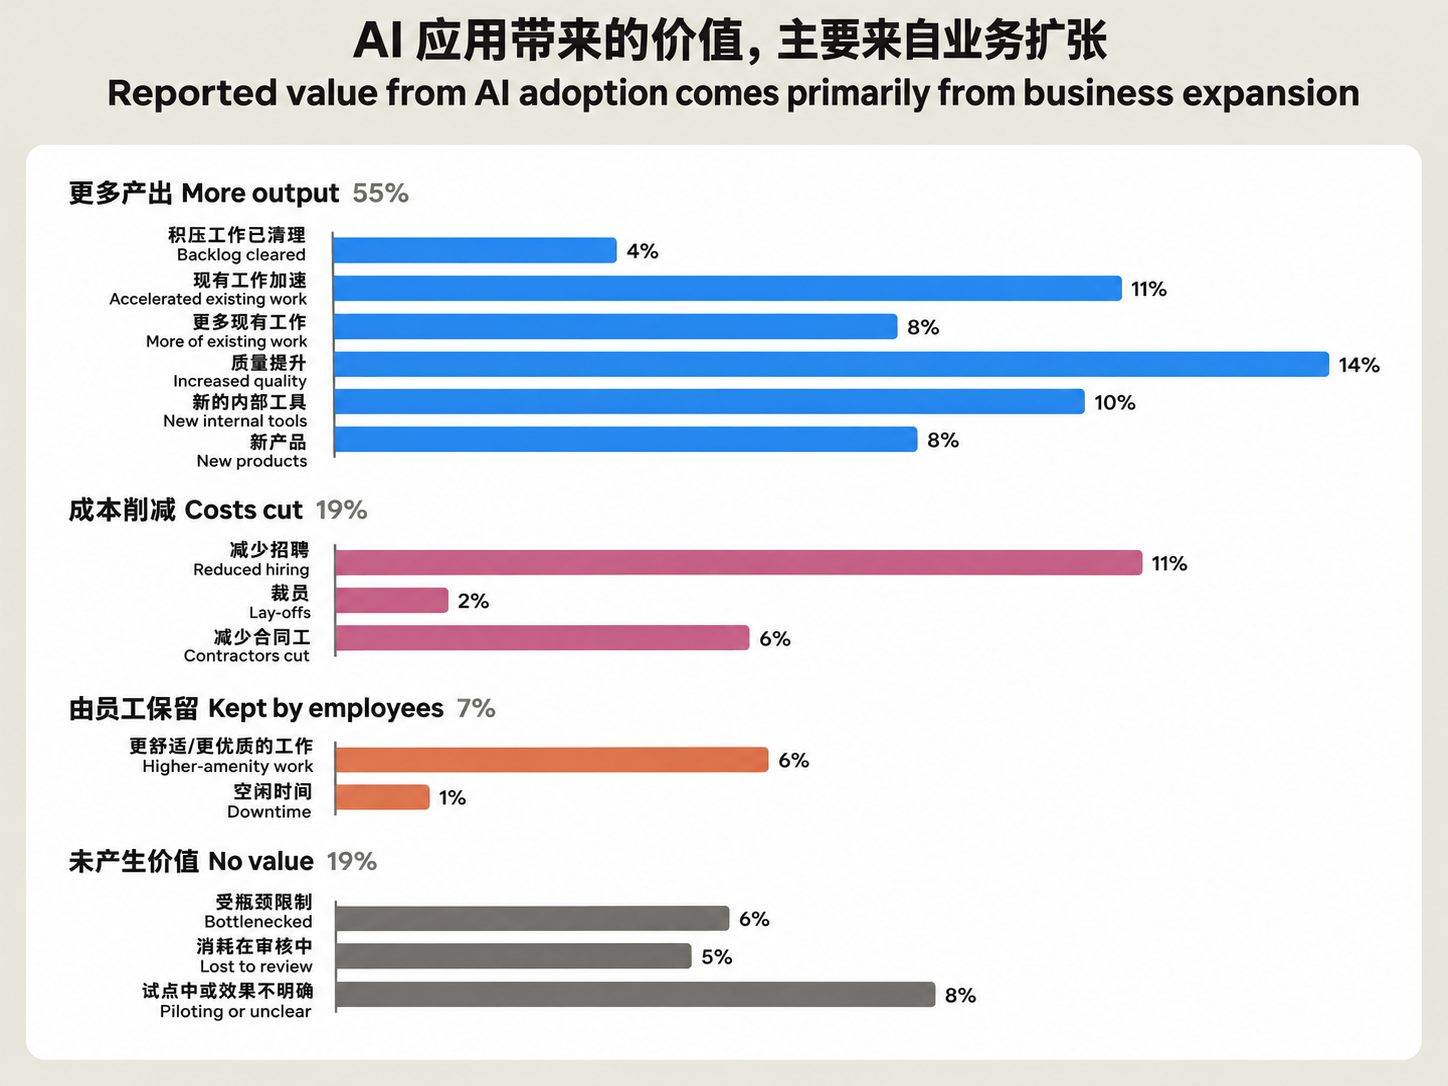 AI 应用带来的价值，主要来自业务扩张
Reported value from AI adoption comes primarily from business expansion
更多产出 More output 55%
积压工作已清理
Backlog cleared
4%
现有工作加速
Accelerated existing work
11%
更多现有工作
More of existing work
8%
质量提升
Increased quality
14%
新的内部工具
New internal tools
10%
新产品
New products
8%
成本削减 Costs cut 19%
减少招聘
Reduced hiring
11%
裁员
Lay-offs
2%
减少合同工
Contractors cut
6%
由员工保留 Kept by employees 7%
更舒适/更优质的工作
Higher-amenity work
6%
空闲时间
Downtime
1%
未产生价值 No value 19%
受瓶颈限制
Bottlenecked
6%
消耗在审核中
Lost to review
5%
试点中或效果不明确
Piloting or unclear
8%